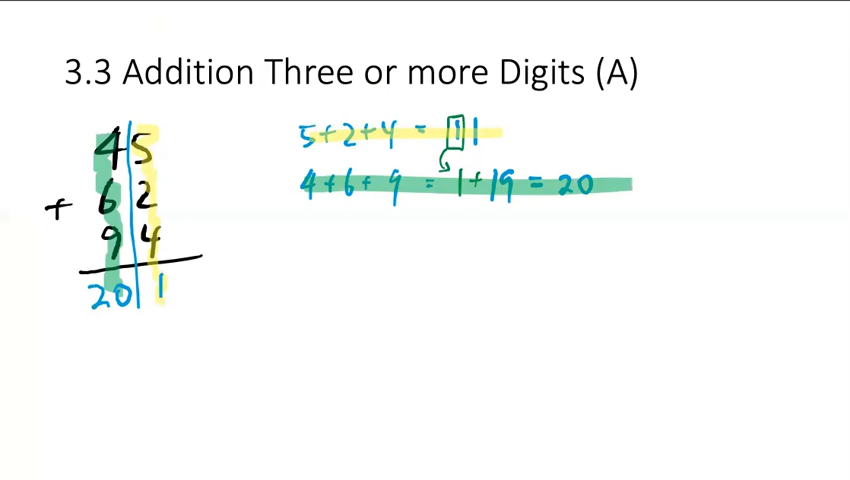 3.3 Addition Three or more Digits (A)
45
+ 62
94
201
5+2+4 = 11
4+6+9 = 1+19 = 20